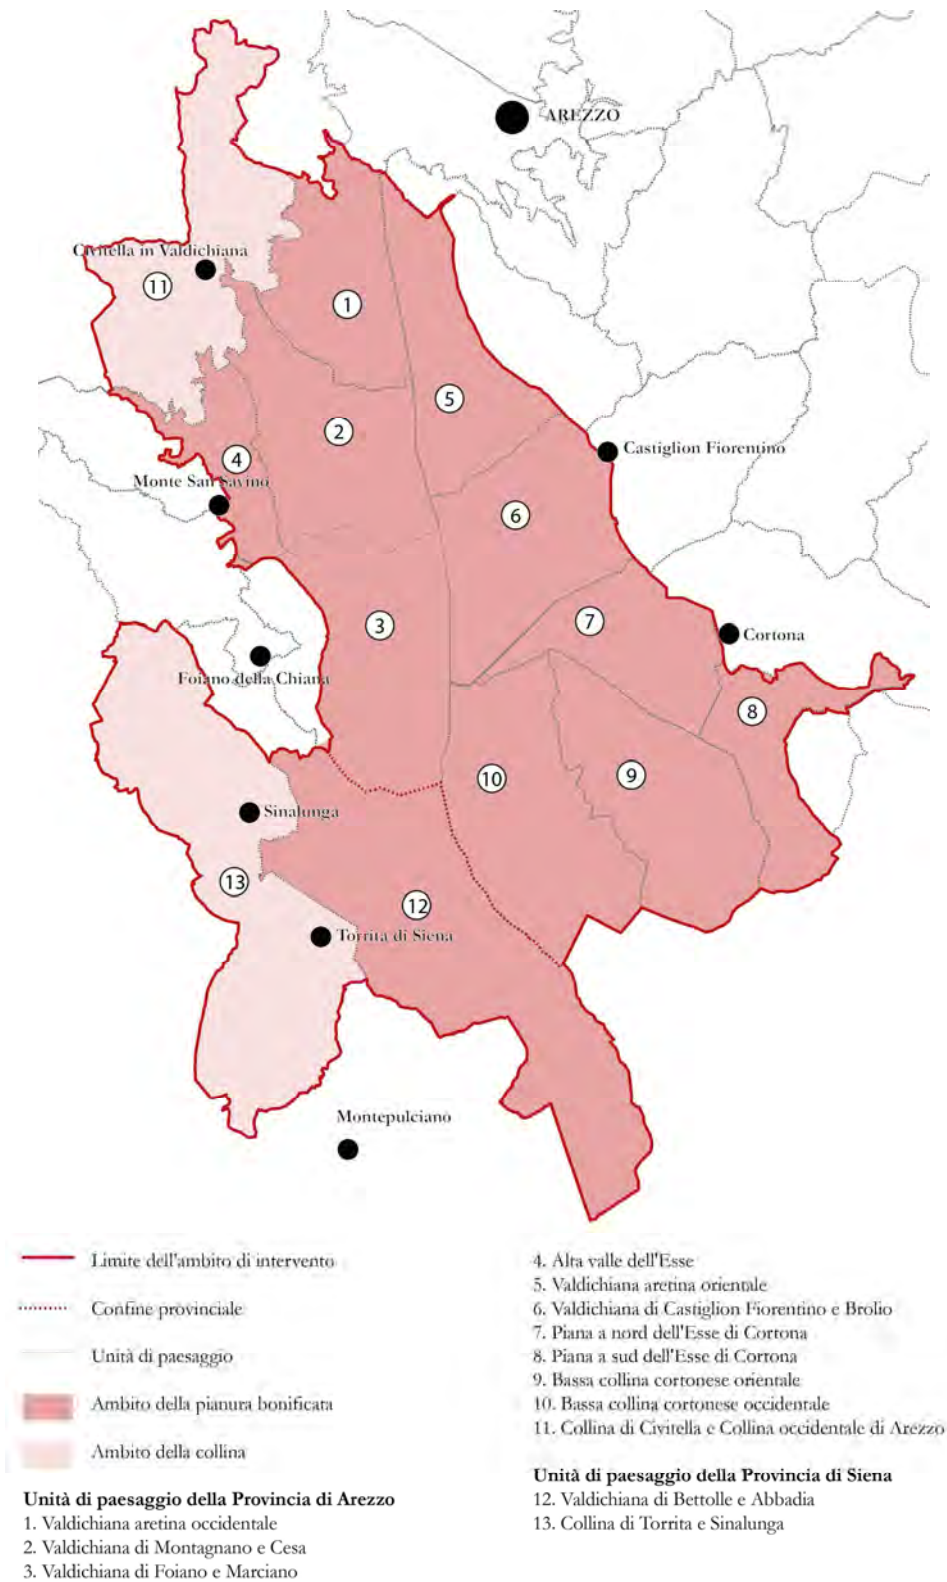 AREZZO
Civitella in Valdichiana
11
1
5
2
Castiglion Fiorentino
4
Monte San Savino
6
7
3
Cortona
Foiano della Chiana
8
10
9
Sinalunga
13
12
Torrita di Siena
Montepulciano
Limite dell'ambito di intervento
Confine provinciale
Unità di paesaggio
Ambito della pianura bonificata
Ambito della collina
Unità di paesaggio della Provincia di Arezzo
1. Valdichiana aretina occidentale
2. Valdichiana di Montagnano e Cesa
3. Valdichiana di Foiano e Marciano
4. Alta valle dell'Esse
5. Valdichiana aretina orientale
6. Valdichiana di Castiglion Fiorentino e Brolio
7. Piana a nord dell'Esse di Cortona
8. Piana a sud dell'Esse di Cortona
9. Bassa collina cortonese orientale
10. Bassa collina cortonese occidentale
11. Collina di Civitella e Collina occidentale di Arezzo
Unità di paesaggio della Provincia di Siena
12. Valdichiana di Bettolle e Abbadia
13. Collina di Torrita e Sinalunga